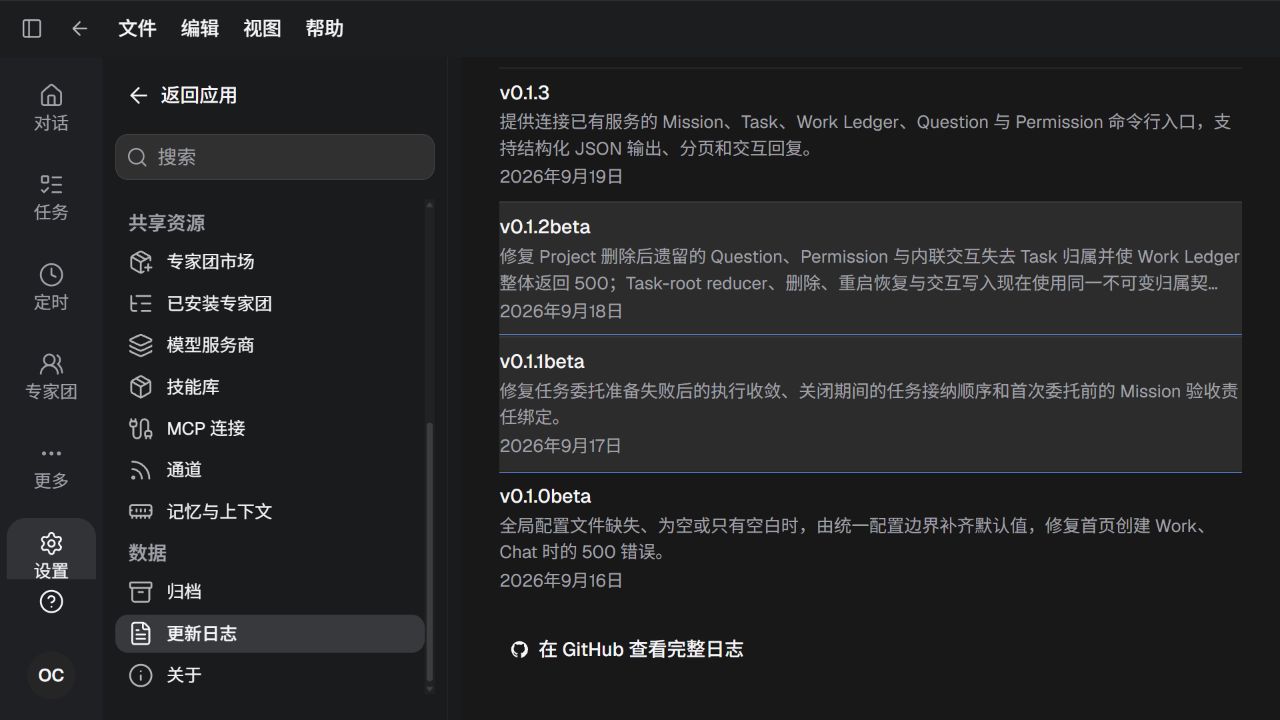 文件 编辑 视图 帮助
对话
任务
定时
专家团
更多
设置
OC
返回应用
搜索
共享资源
专家团市场
已安装专家团
模型服务商
技能库
MCP 连接
通道
记忆与上下文
数据
归档
更新日志
关于
v0.1.3
提供连接已有服务的 Mission、Task、Work Ledger、Question 与 Permission 命令行入口，支
持结构化 JSON 输出、分页和交互回复。
2026年9月19日
v0.1.2beta
修复 Project 删除后遗留的 Question、Permission 与内联交互失去 Task 归属并使 Work Ledger
整体返回 500；Task-root reducer、删除、重启恢复与交互写入现在使用同一不可变归属契...
2026年9月18日
v0.1.1beta
修复任务委托准备失败后的执行收敛、关闭期间的任务接纳顺序和首次委托前的 Mission 验收责
任绑定。
2026年9月17日
v0.1.0beta
全局配置文件缺失、为空或只有空白时，由统一配置边界补齐默认值，修复首页创建 Work、
Chat 时的 500 错误。
2026年9月16日
在 GitHub 查看完整日志